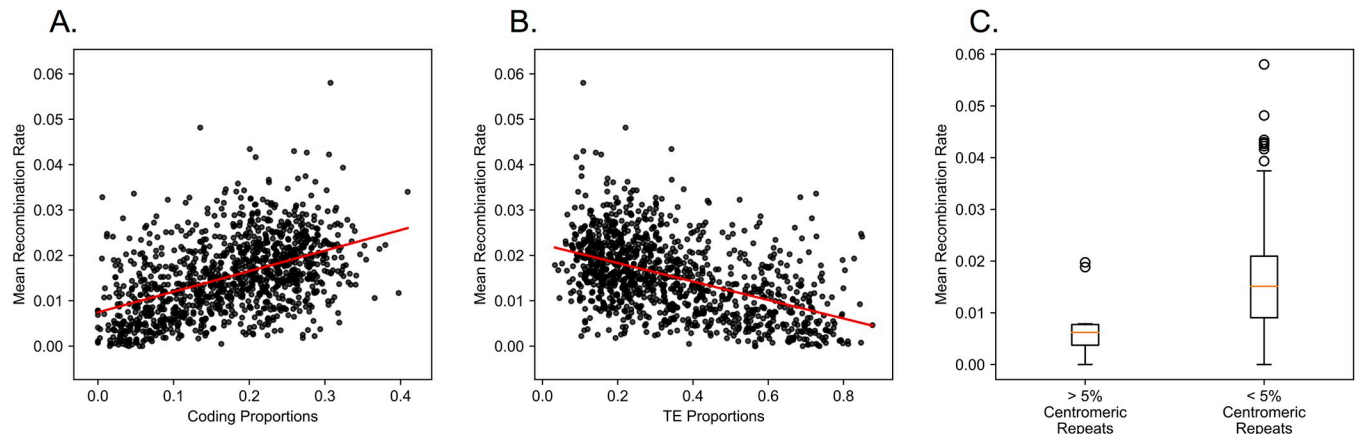 A.
Mean Recombination Rate
0.06
0.05
0.04
0.03
0.02
0.01
0.00
0.0 0.1 0.2 0.3 0.4
Coding Proportions
B.
Mean Recombination Rate
0.06
0.05
0.04
0.03
0.02
0.01
0.00
0.0 0.2 0.4 0.6 0.8
TE Proportions
C.
Mean Recombination Rate
0.06
0.05
0.04
0.03
0.02
0.01
0.00
> 5%
Centromeric
Repeats
< 5%
Centromeric
Repeats